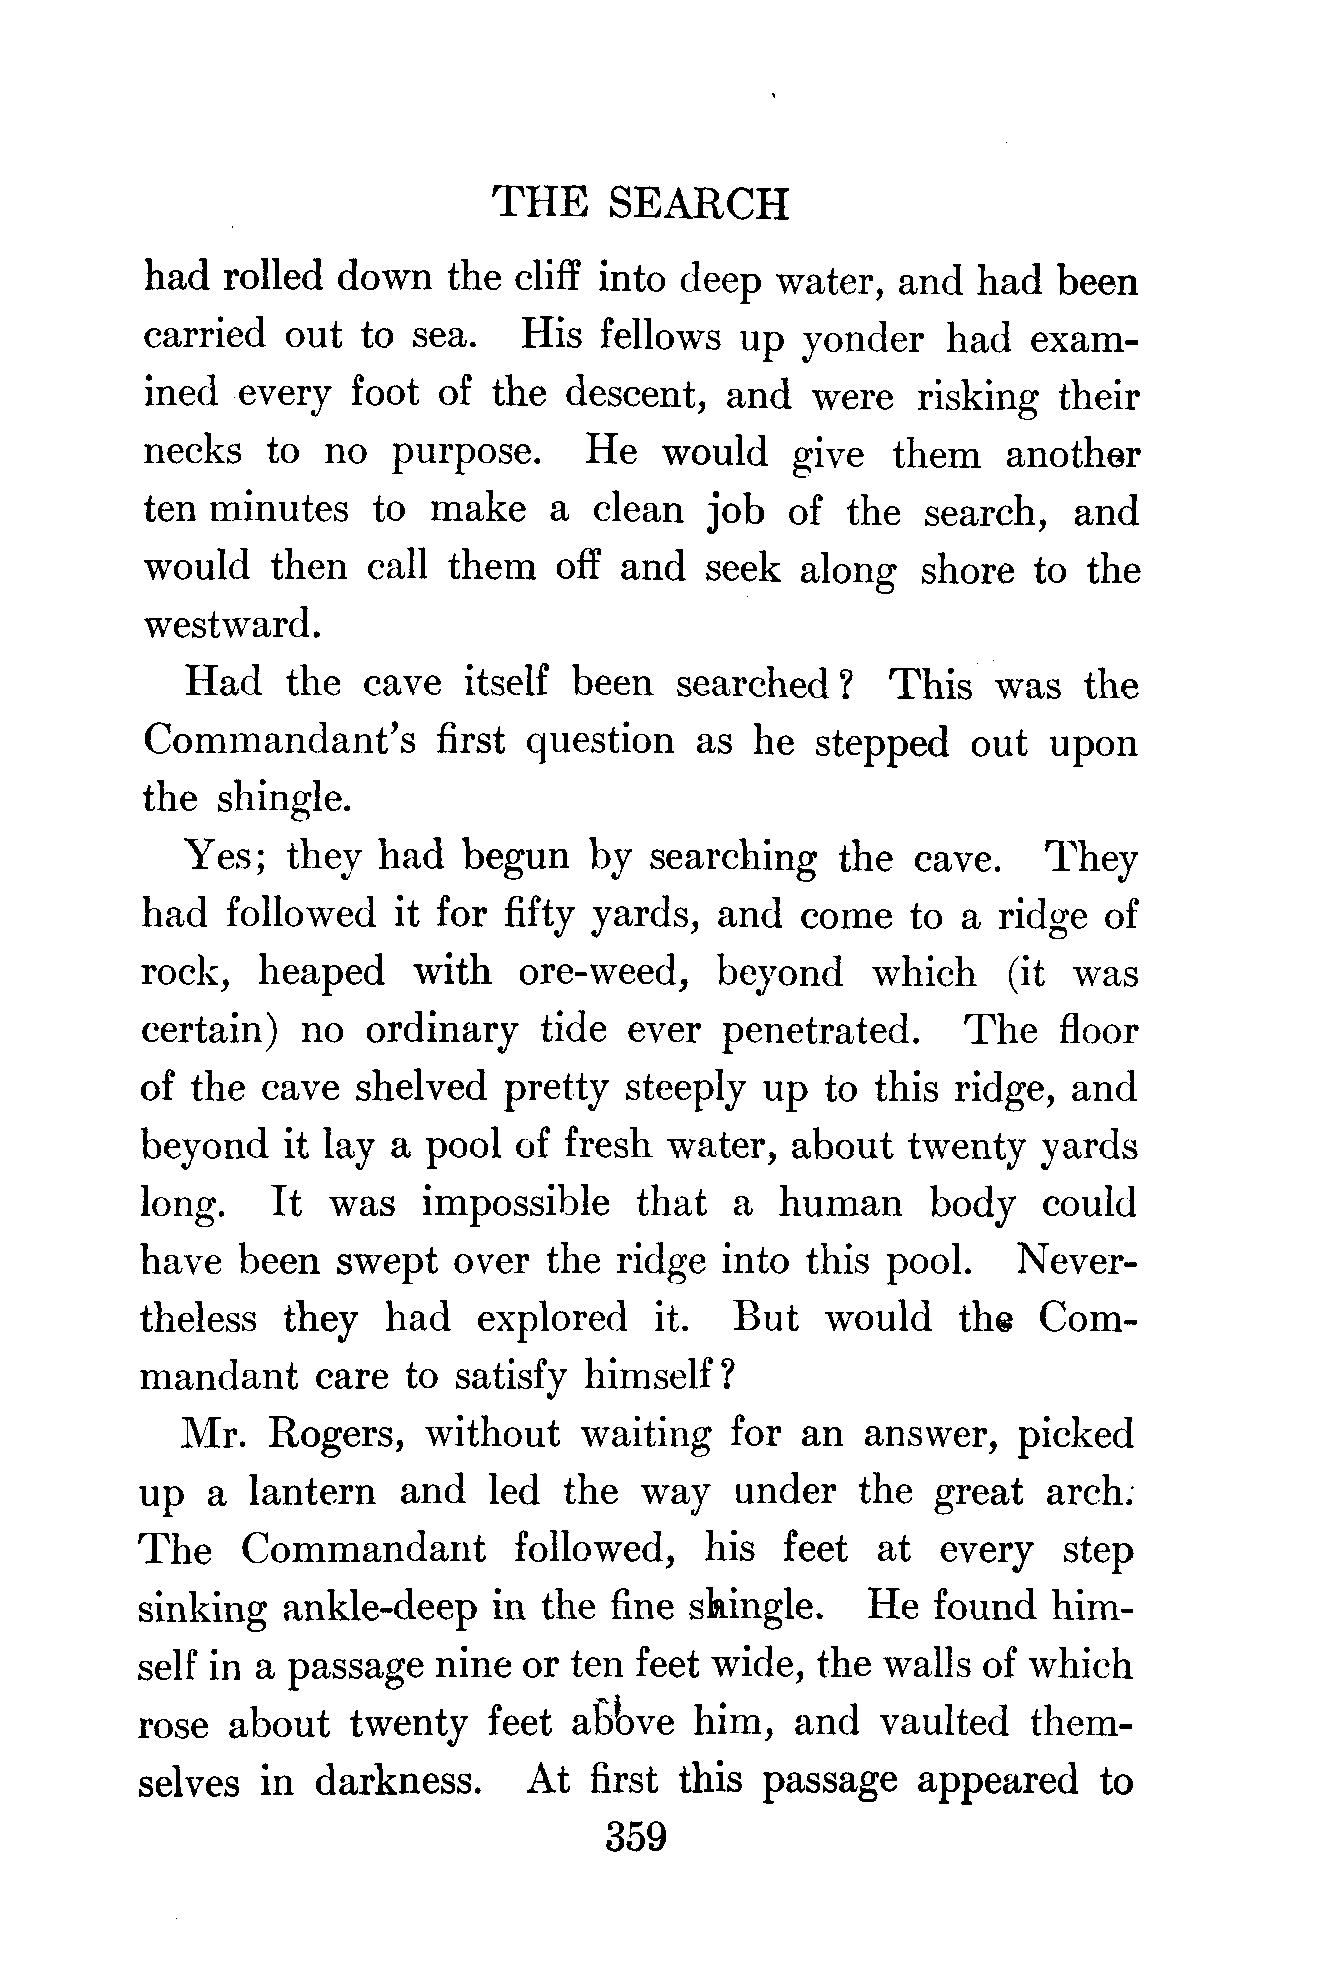 THE SEARCH
had rolled down the cliff into deep water, and had been
carried out to sea. His fellows up yonder had exam-
ined every foot of the descent, and were risking their
necks to no purpose. He would give them another
ten minutes to make a clean job of the search, and
would then call them off and seek along shore to the
westward.
Had the cave itself been searched? This was the
Commandant's first question as he stepped out upon
the shingle.
Yes; they had begun by searching the cave. They
had followed it for fifty yards, and come to a ridge of
rock, heaped with ore-weed, beyond which (it was
certain) no ordinary tide ever penetrated. The floor
of the cave shelved pretty steeply up to this ridge, and
beyond it lay a pool of fresh water, about twenty yards
long. It was impossible that a human body could
have been swept over the ridge into this pool. Never-
theless they had explored it. But would the Com-
mandant care to satisfy himself?
Mr. Rogers, without waiting for an answer, picked
up a lantern and led the way under the great arch.
The Commandant followed, his feet at every step
sinking ankle-deep in the fine shingle. He found him-
self in a passage nine or ten feet wide, the walls of which
rose about twenty feet above him, and vaulted them-
selves in darkness. At first this passage appeared to
359